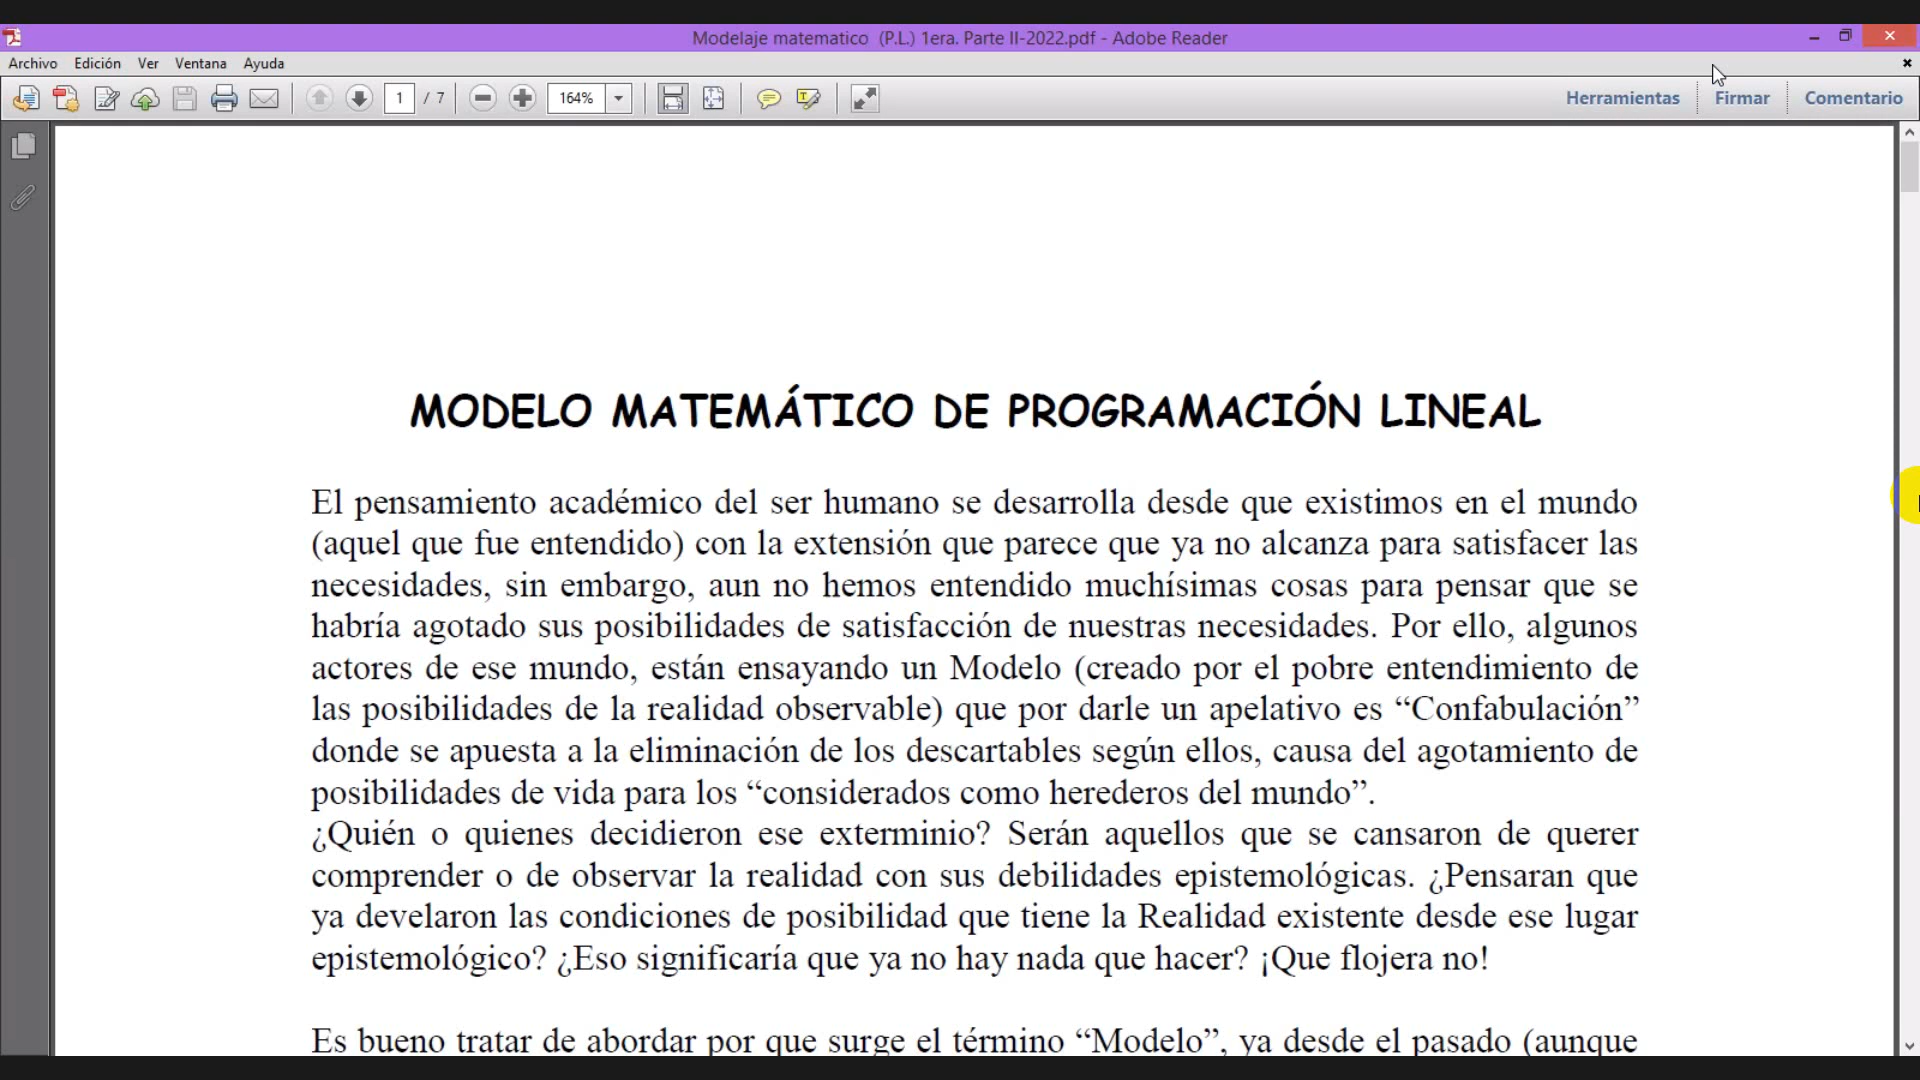 Modelaje matematico (P.L.) 1era. Parte II-2022.pdf - Adobe Reader
Archivo Edición Ver Ventana Ayuda
1 / 7 164% Herramientas Firmar Comentario
MODELO MATEMÁTICO DE PROGRAMACIÓN LINEAL
El pensamiento académico del ser humano se desarrolla desde que existimos en el mundo
(aquel que fue entendido) con la extensión que parece que ya no alcanza para satisfacer las
necesidades, sin embargo, aun no hemos entendido muchísimas cosas para pensar que se
habría agotado sus posibilidades de satisfacción de nuestras necesidades. Por ello, algunos
actores de ese mundo, están ensayando un Modelo (creado por el pobre entendimiento de
las posibilidades de la realidad observable) que por darle un apelativo es “Confabulación”
donde se apuesta a la eliminación de los descartables según ellos, causa del agotamiento de
posibilidades de vida para los “considerados como herederos del mundo”.
¿Quién o quienes decidieron ese exterminio? Serán aquellos que se cansaron de querer
comprender o de observar la realidad con sus debilidades epistemológicas. ¿Pensaran que
ya develaron las condiciones de posibilidad que tiene la Realidad existente desde ese lugar
epistemológico? ¿Eso significaría que ya no hay nada que hacer? ¡Que flojera no!
Es bueno tratar de abordar por que surge el término “Modelo”, ya desde el pasado (aunque